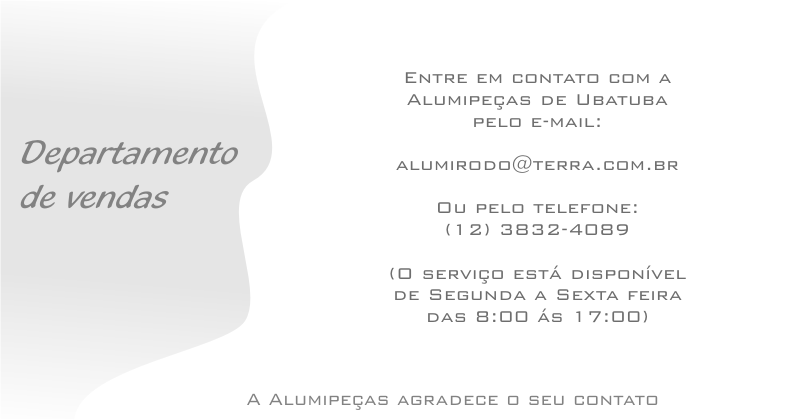 Departamento
de vendas
Entre em contato com a
Alumipeças de Ubatuba
pelo e-mail:
alumirodo@terra.com.br
Ou pelo telefone:
(12) 3832-4089
(O serviço está disponível
de Segunda a Sexta feira
das 8:00 ás 17:00)
A Alumipeças agradece o seu contato